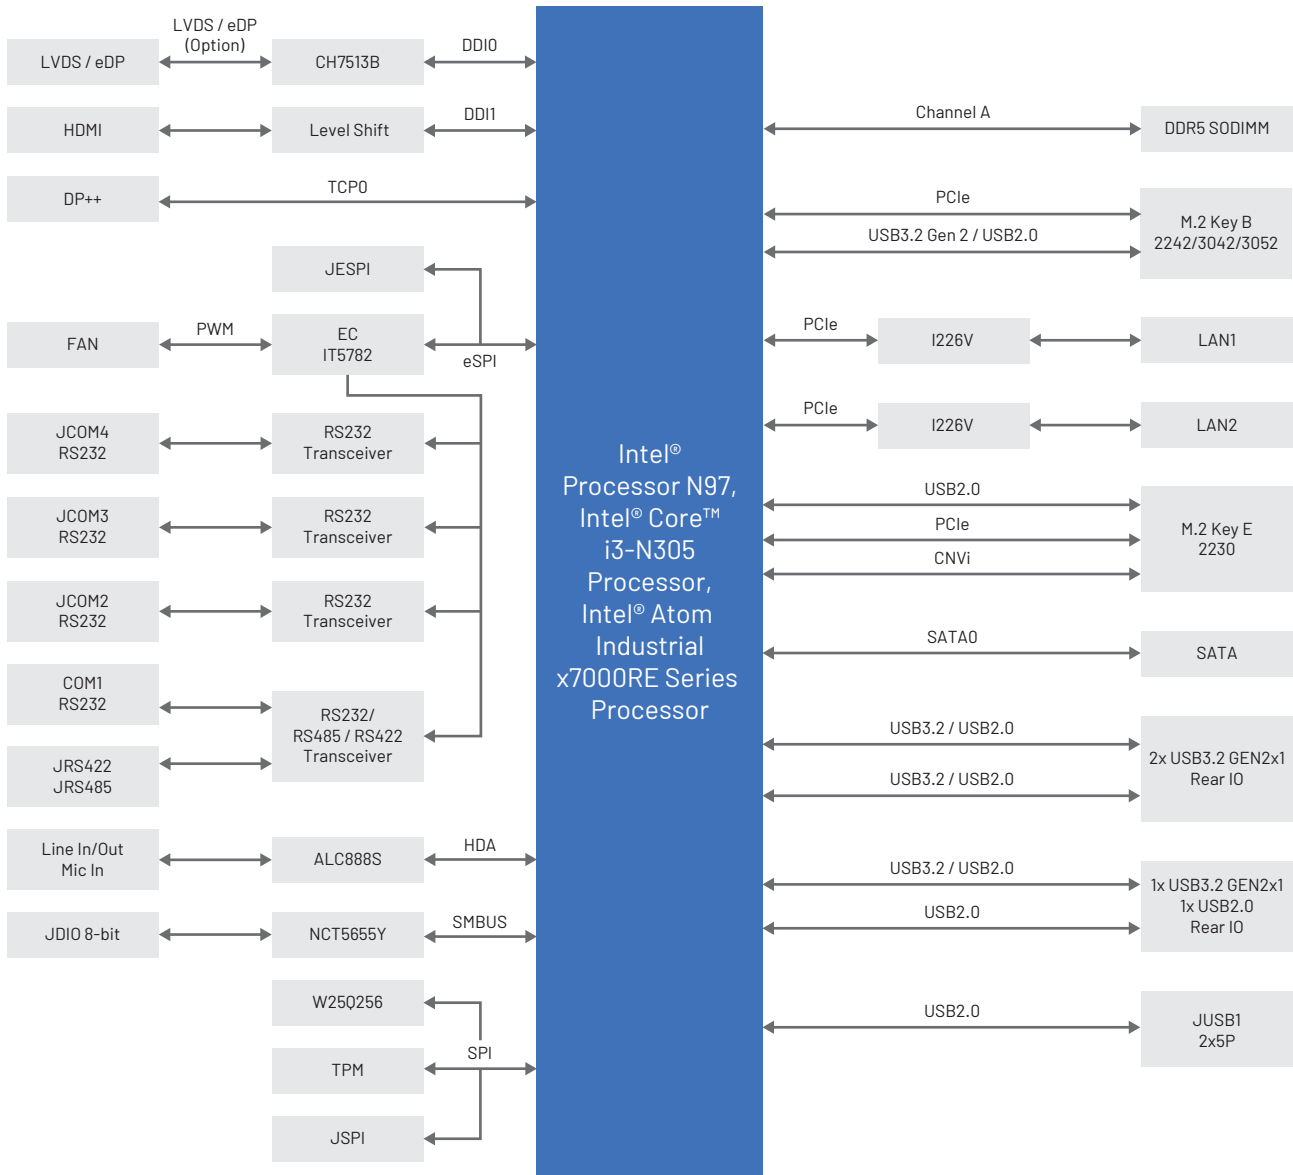 LVDS / eDP
(Option)
LVDS / eDP
CH7513B
DDI0
HDMI
Level Shift
DDI1
DP++
TCP0
JESPI
FAN
PWM
EC
IT5782
eSPI
JCOM4
RS232
RS232
Transceiver
JCOM3
RS232
RS232
Transceiver
JCOM2
RS232
RS232
Transceiver
COM1
RS232
RS232/
RS485 / RS422
Transceiver
JRS422
JRS485
Line In/Out
Mic In
ALC888S
HDA
JDIO 8-bit
NCT5655Y
SMBUS
W25Q256
TPM
SPI
JSPI
Intel®
Processor N97,
Intel® Core™
i3-N305
Processor,
Intel® Atom
Industrial
x7000RE Series
Processor
Channel A
DDR5 SODIMM
PCIe
USB3.2 Gen 2 / USB2.0
M.2 Key B
2242/3042/3052
PCIe
I226V
LAN1
PCIe
I226V
LAN2
USB2.0
PCIe
CNVi
M.2 Key E
2230
SATA0
SATA
USB3.2 / USB2.0
USB3.2 / USB2.0
2x USB3.2 GEN2x1
Rear IO
USB3.2 / USB2.0
USB2.0
1x USB3.2 GEN2x1
1x USB2.0
Rear IO
USB2.0
JUSB1
2x5P